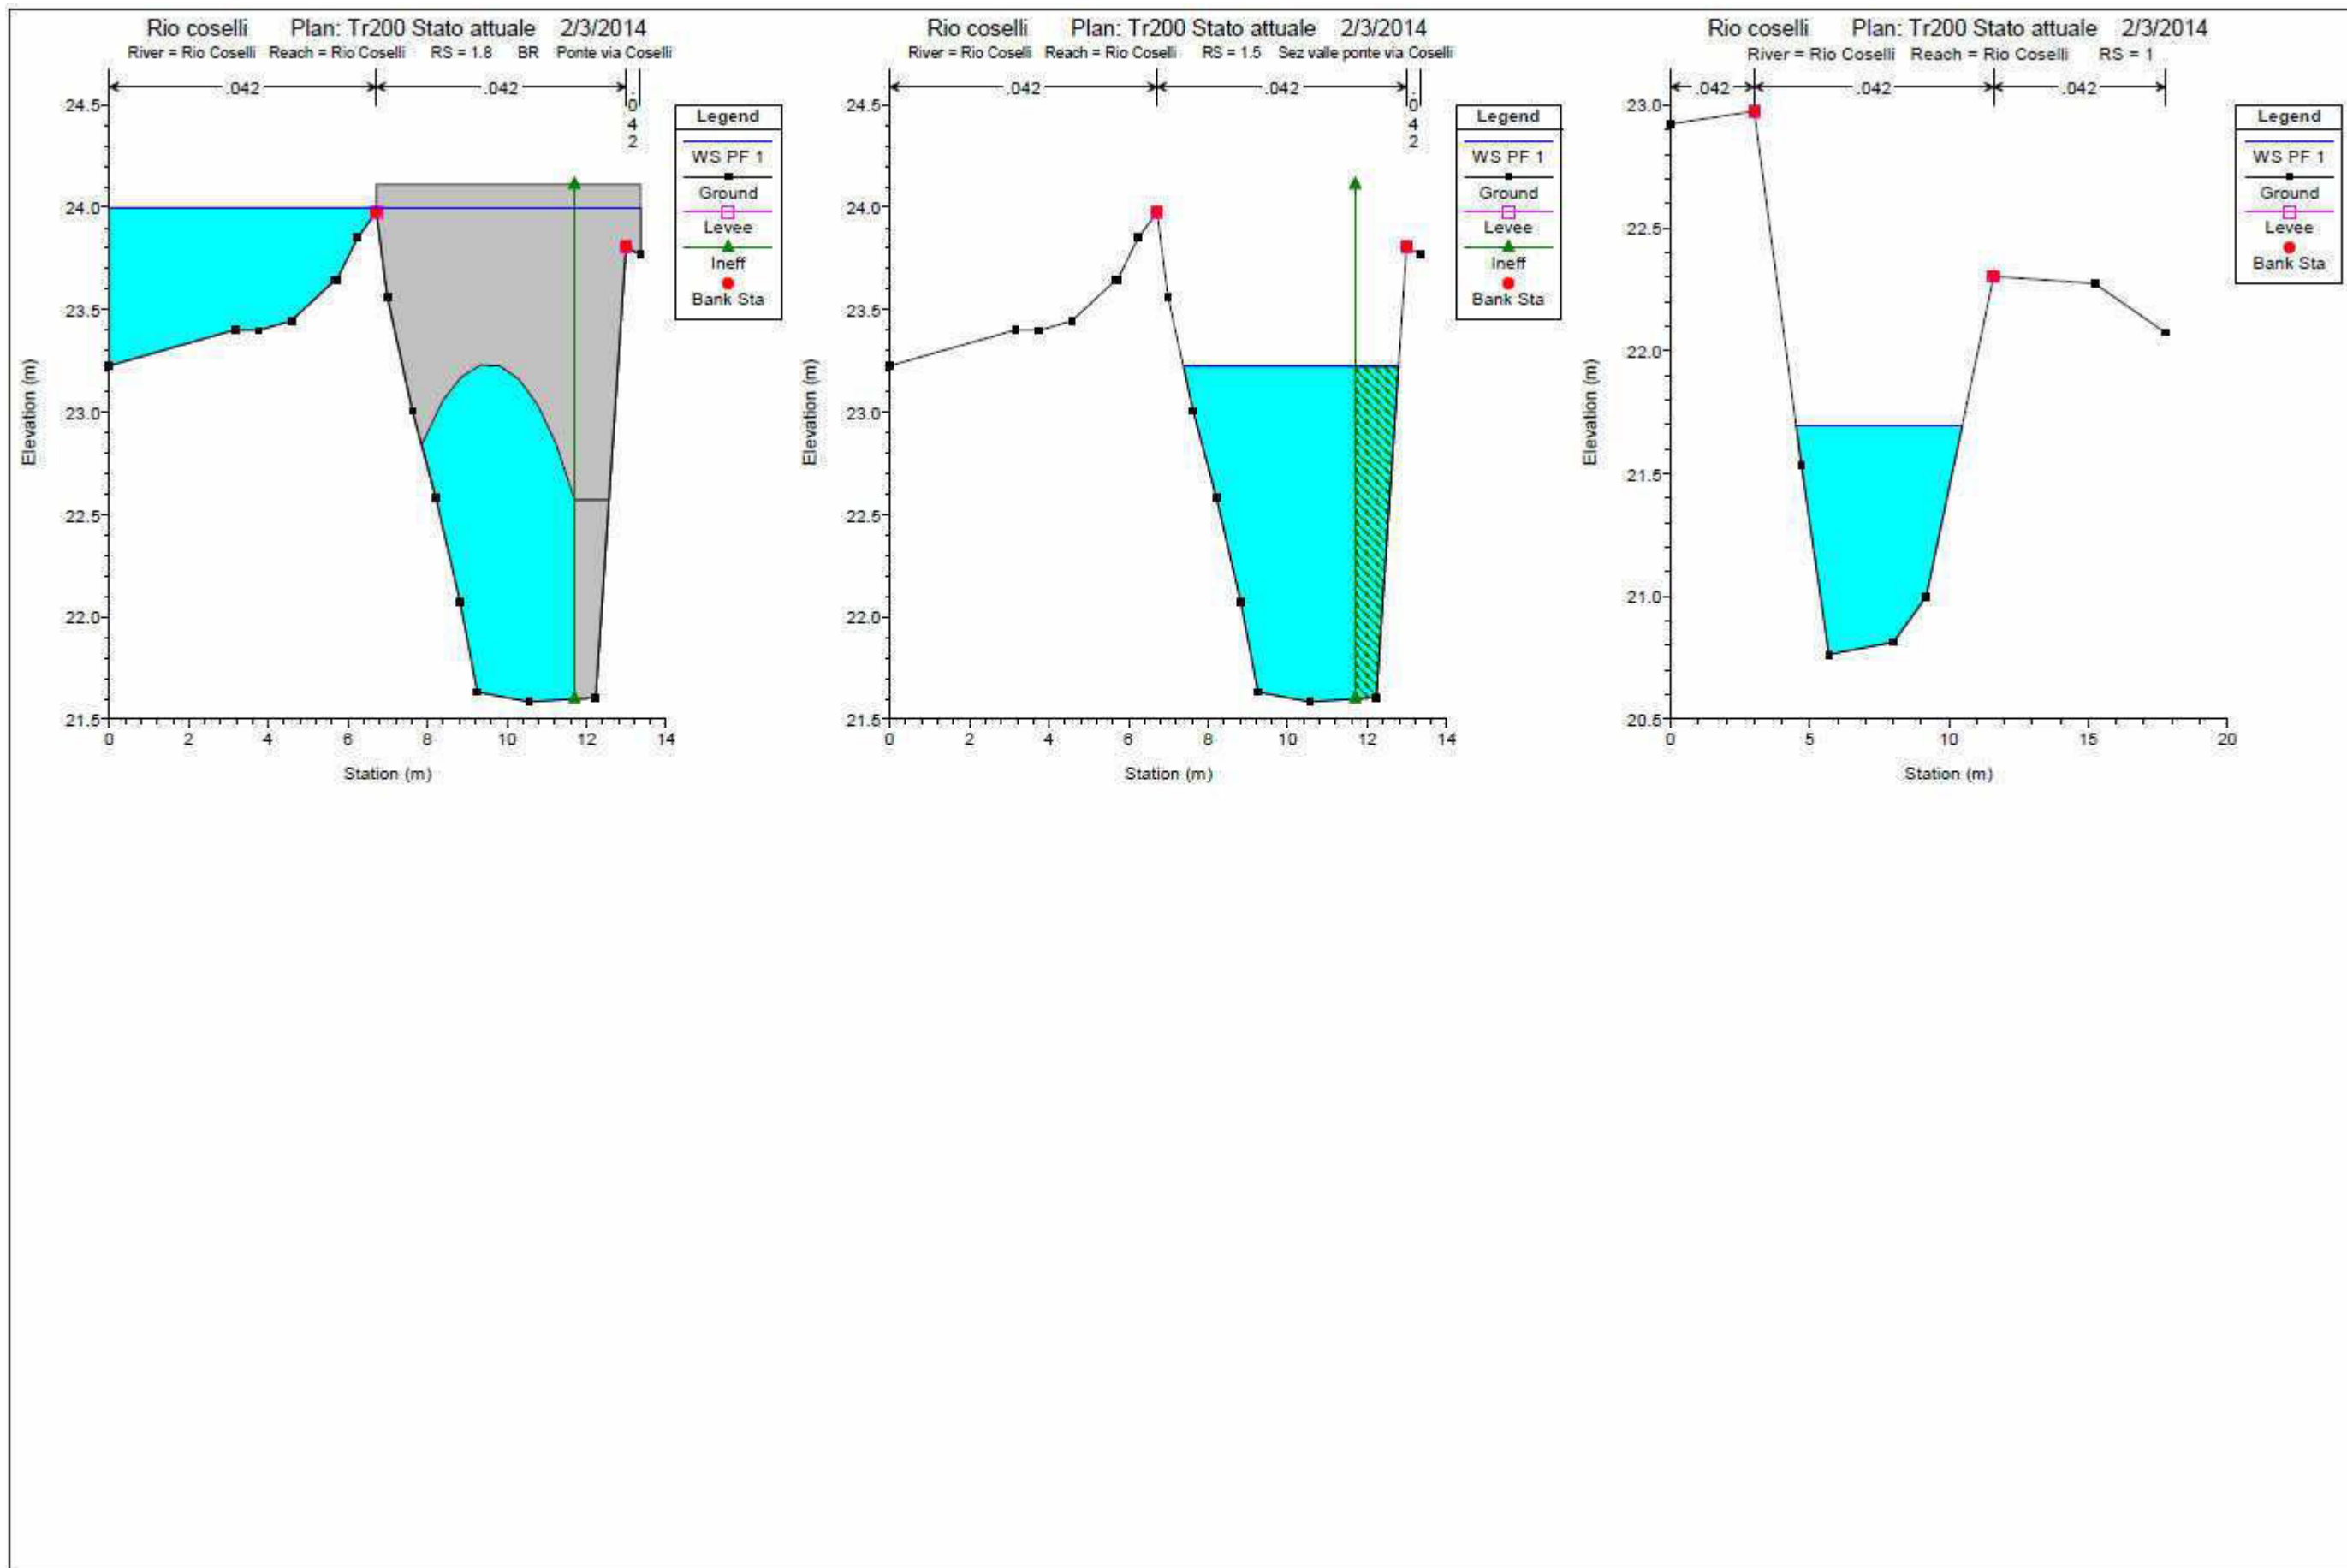 Rio coselli Plan: Tr200 Stato attuale 2/3/2014
River = Rio Coselli Reach = Rio Coselli RS = 1.8 BR Ponte via Coselli
.042 .042 .042
24.5
24.0
23.5
23.0
22.5
22.0
21.5
Elevation (m)
0 2 4 6 8 10 12 14
Station (m)
Legend
WS PF 1
Ground
Levee
Ineff
Bank Sta
Rio coselli Plan: Tr200 Stato attuale 2/3/2014
River = Rio Coselli Reach = Rio Coselli RS = 1.5 Sez valle ponte via Coselli
.042 .042 .042
24.5
24.0
23.5
23.0
22.5
22.0
21.5
Elevation (m)
0 2 4 6 8 10 12 14
Station (m)
Legend
WS PF 1
Ground
Levee
Ineff
Bank Sta
Rio coselli Plan: Tr200 Stato attuale 2/3/2014
River = Rio Coselli Reach = Rio Coselli RS = 1
.042 .042 .042
23.0
22.5
22.0
21.5
21.0
20.5
Elevation (m)
0 5 10 15 20
Station (m)
Legend
WS PF 1
Ground
Levee
Bank Sta